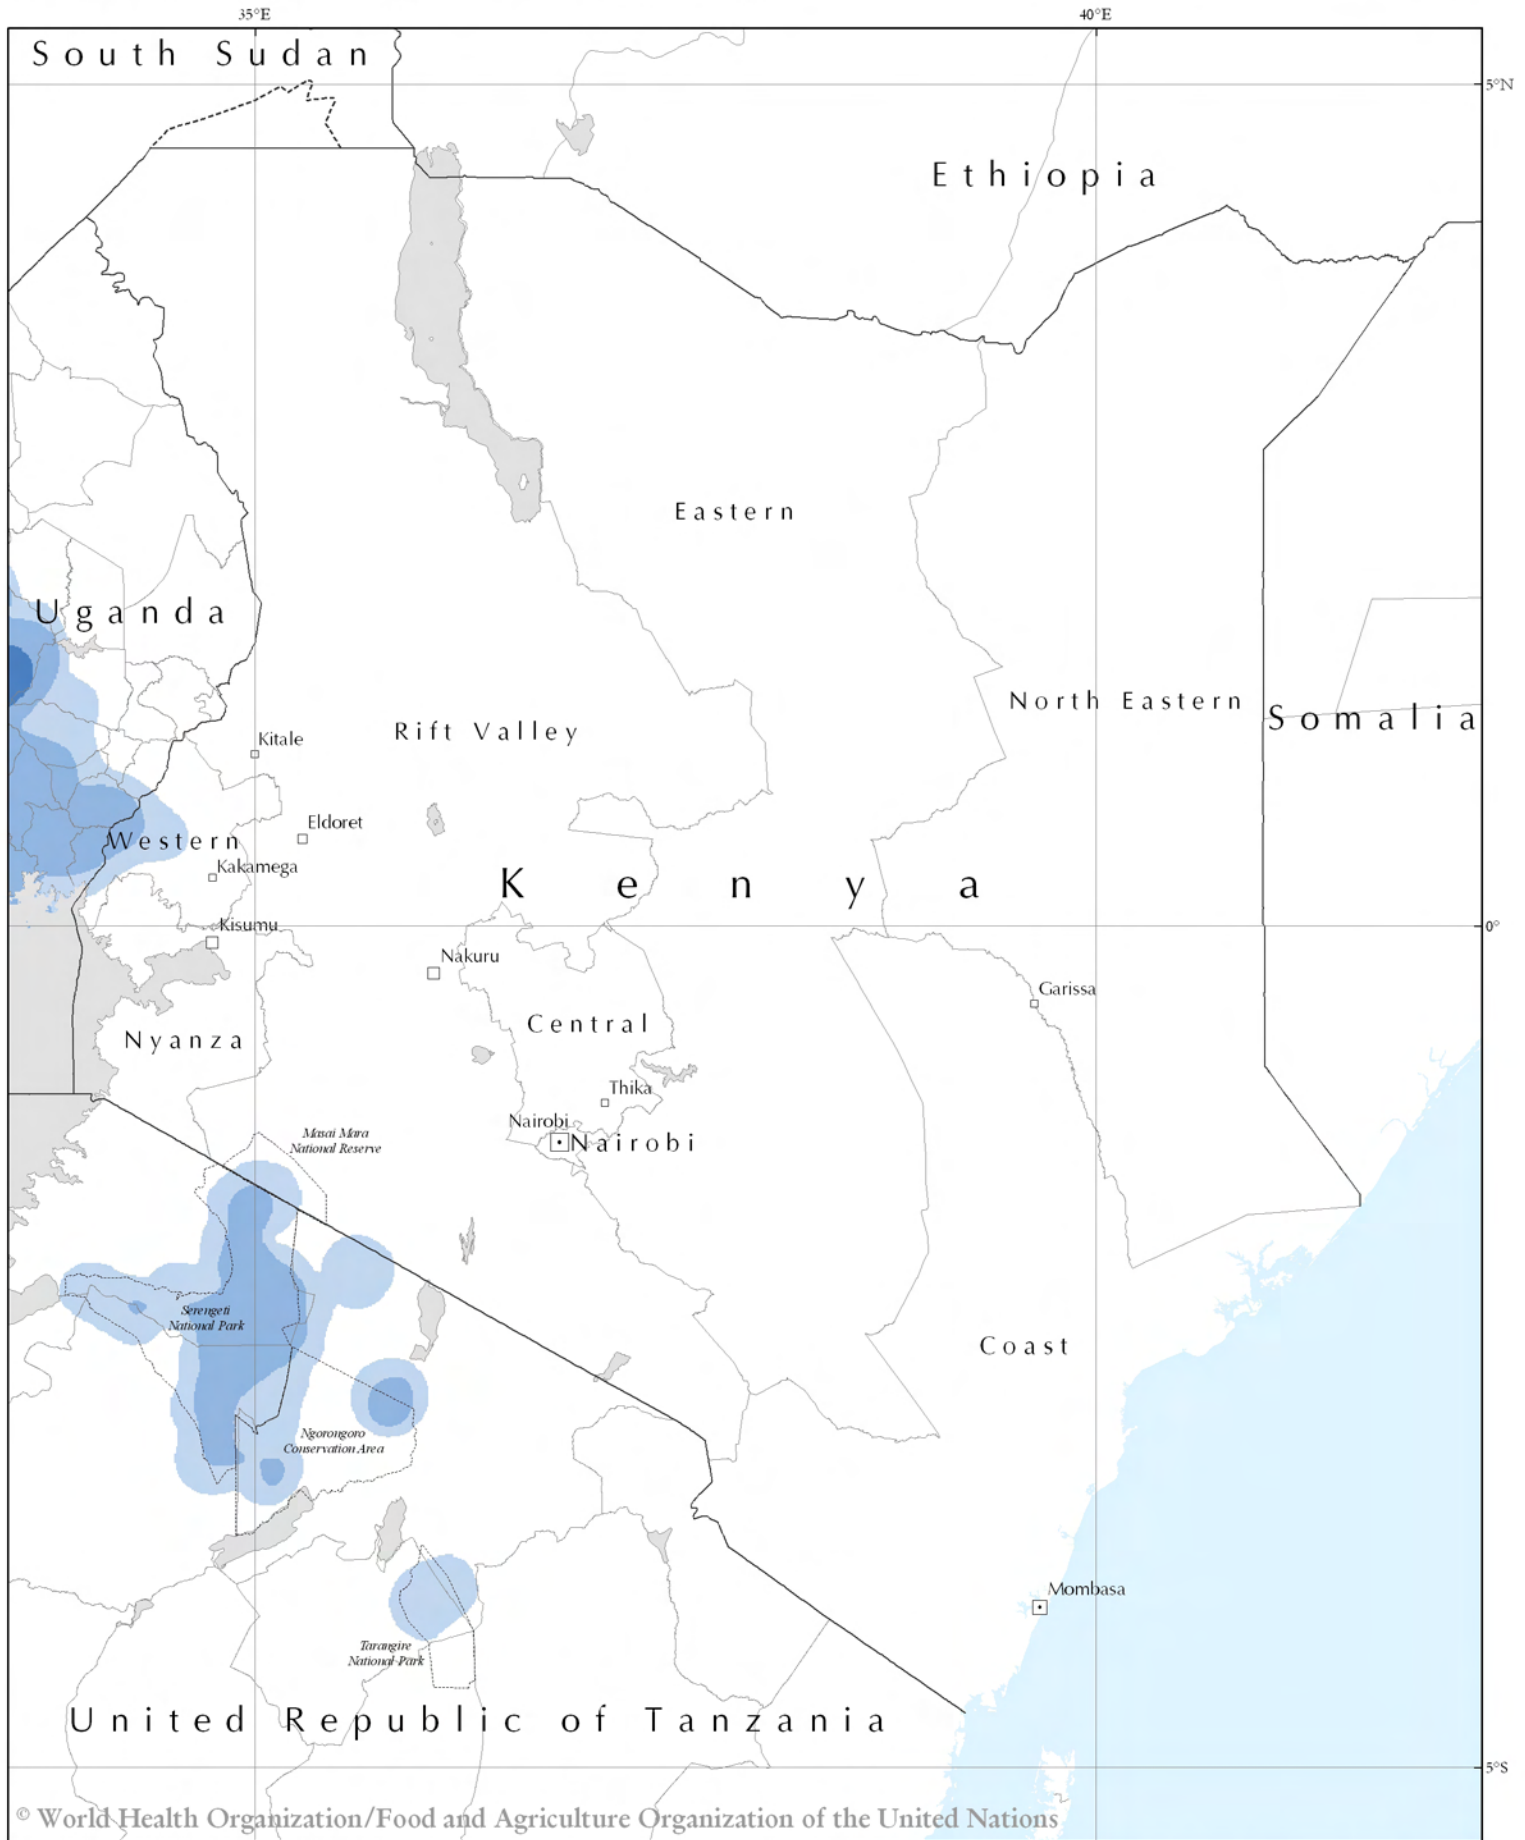 35°E
40°E
South Sudan
5°N
Ethiopia
Eastern
Uganda
North Eastern
Somalia
Rift Valley
Kitale
Eldoret
Western
Kakamega
Kenya
Kisumu
0°
Nakuru
Garissa
Central
Nyanza
Thika
Nairobi
Nairobi
Masai Mara
National Reserve
Serengeti
National Park
Coast
Ngorongoro
Conservation Area
Mombasa
Tarangire
National Park
United Republic of Tanzania
5°S
© World Health Organization/Food and Agriculture Organization of the United Nations